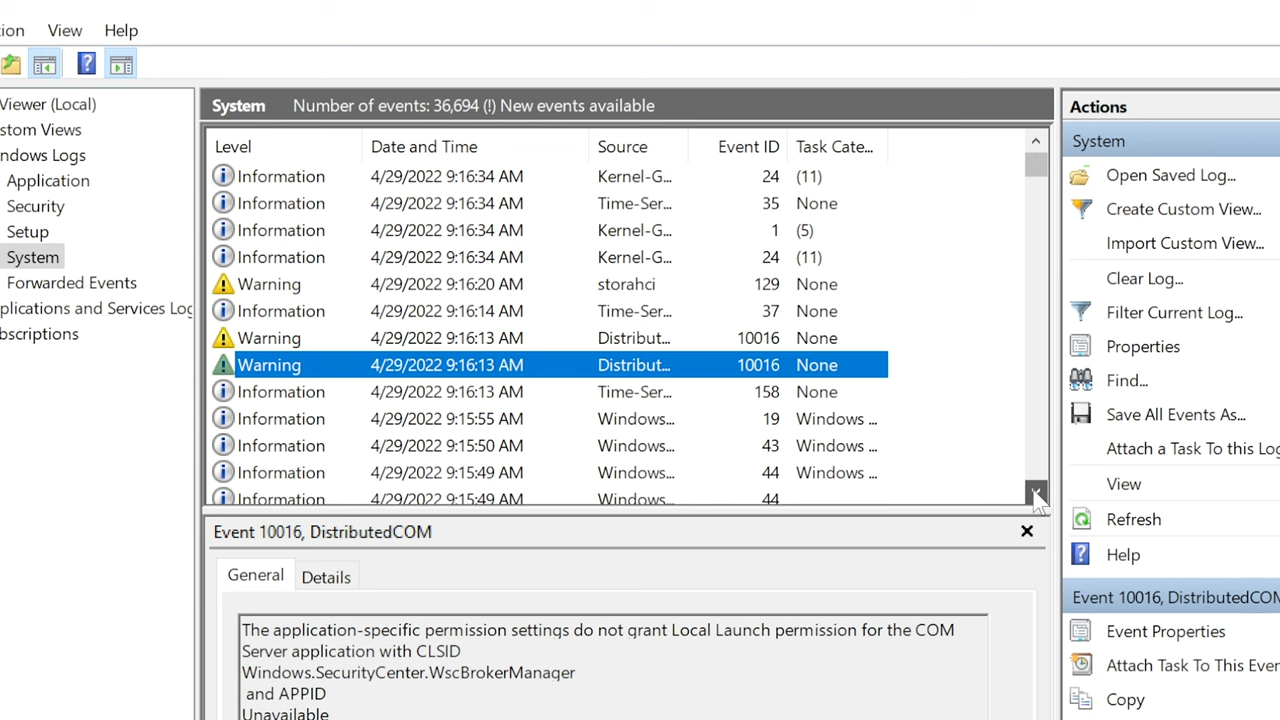 ion View Help
Viewer (Local)
stom Views
ndows Logs
Application
Security
Setup
System
Forwarded Events
plications and Services Log
bscriptions
System Number of events: 36,694 (!) New events available
Level Date and Time Source Event ID Task Cate...
Information 4/29/2022 9:16:34 AM Kernel-G... 24 (11)
Information 4/29/2022 9:16:34 AM Time-Ser... 35 None
Information 4/29/2022 9:16:34 AM Kernel-G... 1 (5)
Information 4/29/2022 9:16:34 AM Kernel-G... 24 (11)
Warning 4/29/2022 9:16:20 AM storahci 129 None
Information 4/29/2022 9:16:14 AM Time-Ser... 37 None
Warning 4/29/2022 9:16:13 AM Distribut... 10016 None
Warning 4/29/2022 9:16:13 AM Distribut... 10016 None
Information 4/29/2022 9:16:13 AM Time-Ser... 158 None
Information 4/29/2022 9:15:55 AM Windows... 19 Windows ...
Information 4/29/2022 9:15:50 AM Windows... 43 Windows ...
Information 4/29/2022 9:15:49 AM Windows... 44 Windows ...
Information 4/29/2022 9:15:49 AM Windows... 44
Event 10016, DistributedCOM
General Details
The application-specific permission settings do not grant Local Launch permission for the COM
Server application with CLSID
Windows.SecurityCenter.WscBrokerManager
and APPID
Unavailable
Actions
System
Open Saved Log...
Create Custom View...
Import Custom View...
Clear Log...
Filter Current Log...
Properties
Find...
Save All Events As...
Attach a Task To this Log
View
Refresh
Help
Event 10016, DistributedCOM
Event Properties
Attach Task To This Even
Copy